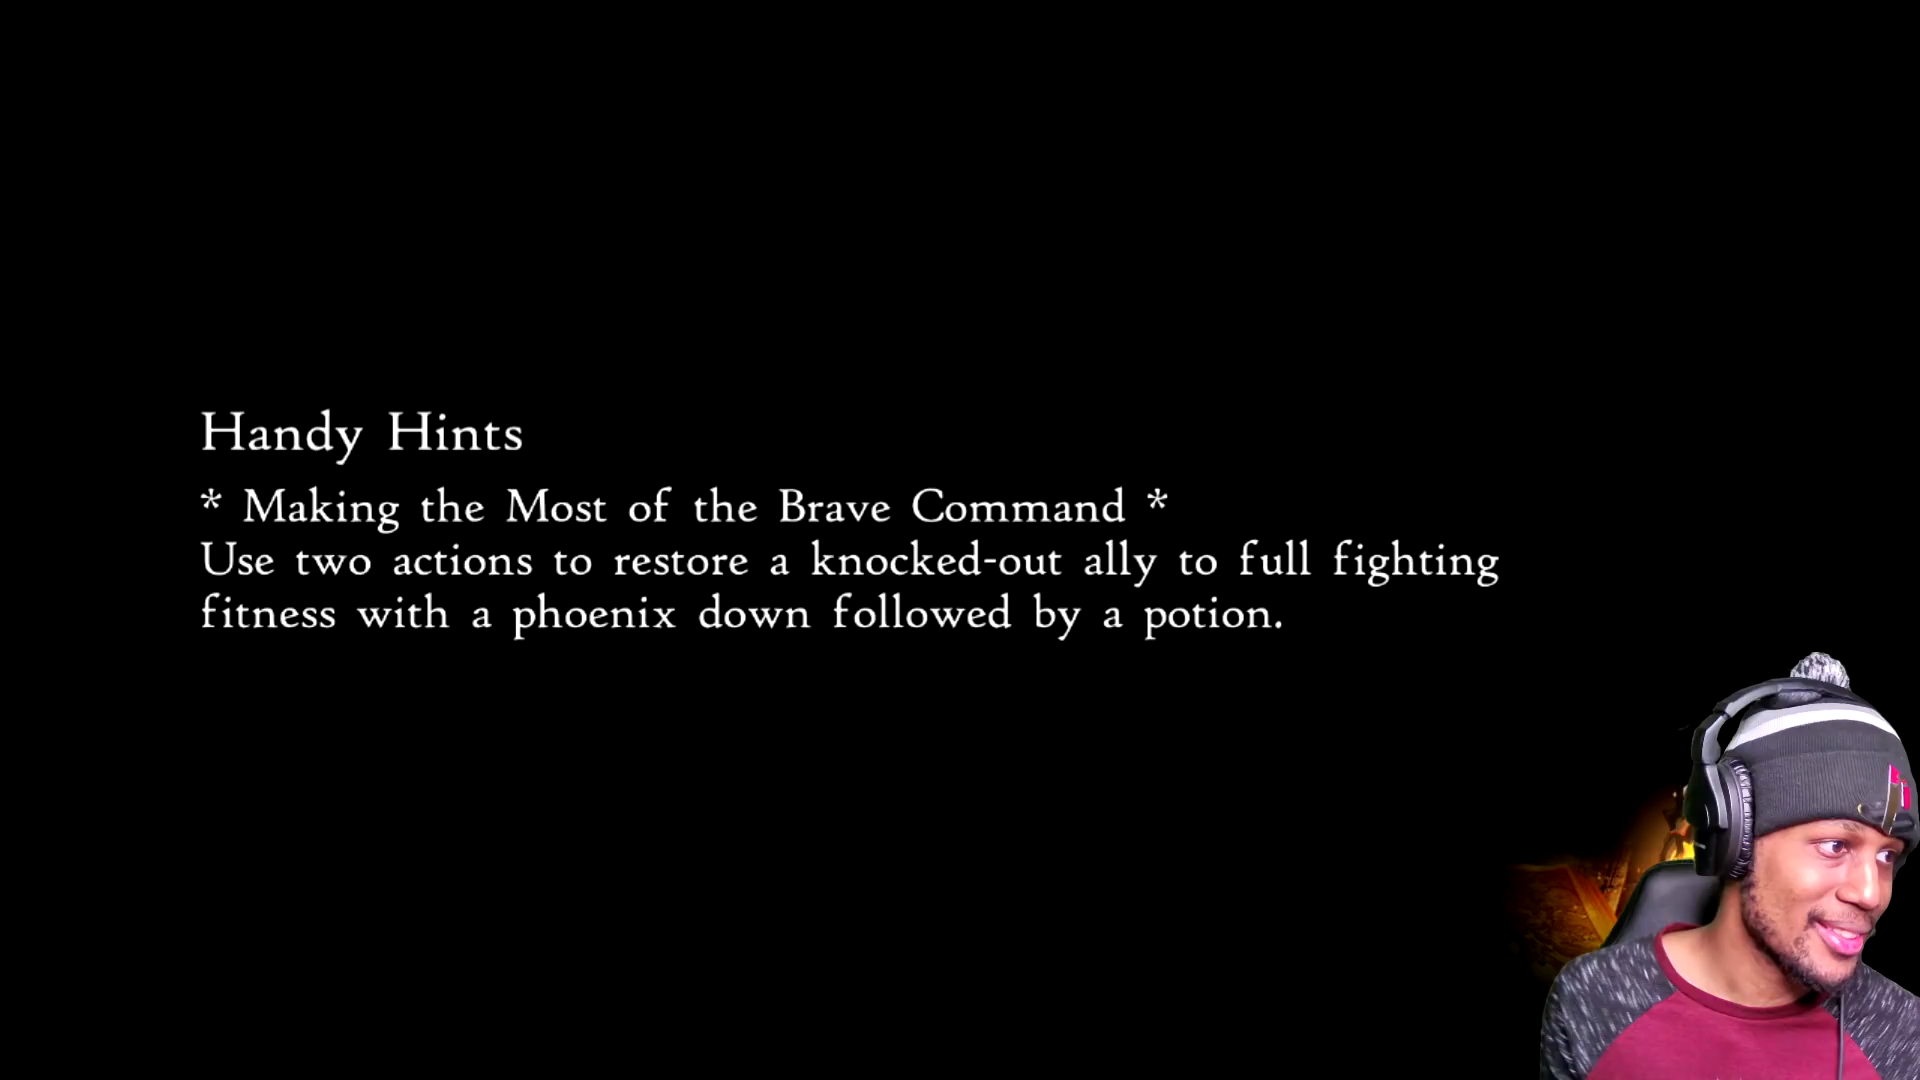 Handy Hints
* Making the Most of the Brave Command *
Use two actions to restore a knocked-out ally to full fighting
fitness with a phoenix down followed by a potion.